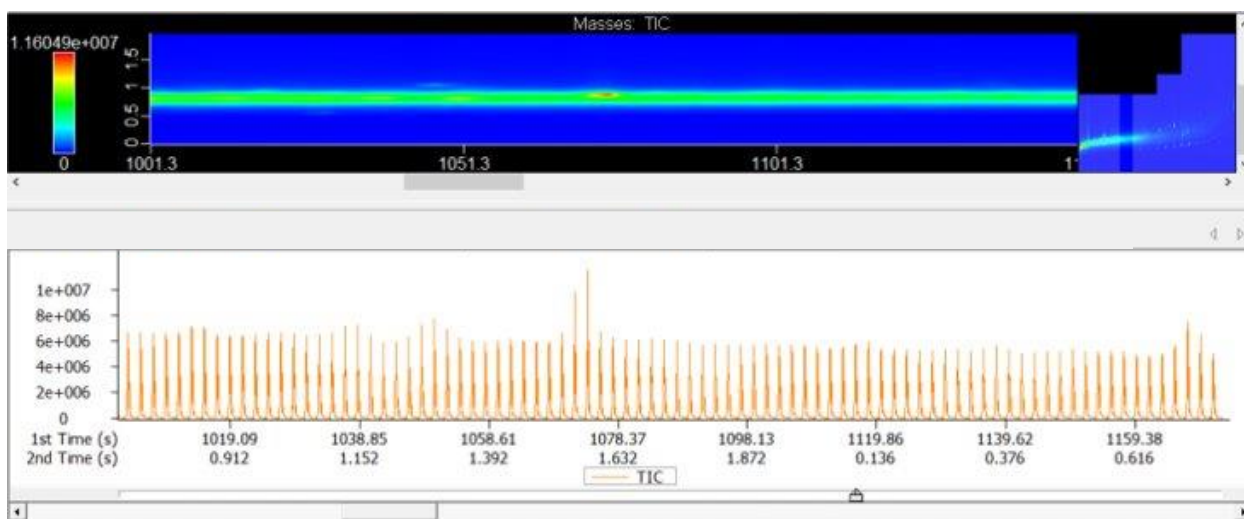 Masses: TIC
1.16049e+007
0
1.5
1
0.5
0
1001.3 1051.3 1101.3 11
1e+007
8e+006
6e+006
4e+006
2e+006
0
1st Time (s) 1019.09 1038.85 1058.61 1078.37 1098.13 1119.86 1139.62 1159.38
2nd Time (s) 0.912 1.152 1.392 1.632 1.872 0.136 0.376 0.616
TIC